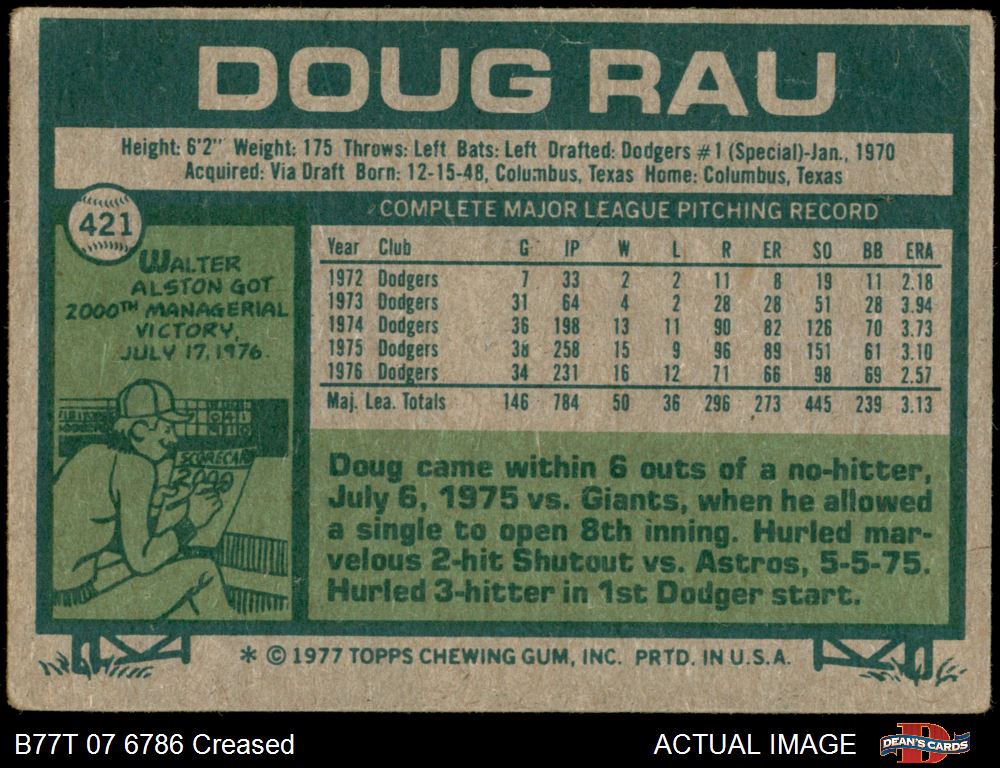 DOUG RAU
Height: 6'2" Weight: 175 Throws: Left Bats: Left Drafted: Dodgers #1 (Special)-Jan., 1970
Acquired: Via Draft Born: 12-15-48, Columbus, Texas Home: Columbus, Texas
421
WALTER
ALSTON GOT
2000TH MANAGERIAL
VICTORY,
JULY 17, 1976.
SCORECARD
2000
COMPLETE MAJOR LEAGUE PITCHING RECORD
Year Club G IP W L R ER SO BB ERA
1972 Dodgers 7 33 2 2 11 8 19 11 2.18
1973 Dodgers 31 64 4 2 28 28 51 28 3.94
1974 Dodgers 36 198 13 11 90 82 126 70 3.73
1975 Dodgers 38 258 15 9 96 89 151 61 3.10
1976 Dodgers 34 231 16 12 71 66 98 69 2.57
Maj. Lea. Totals 146 784 50 36 296 273 445 239 3.13
Doug came within 6 outs of a no-hitter,
July 6, 1975 vs. Giants, when he allowed
a single to open 8th inning. Hurled mar-
velous 2-hit Shutout vs. Astros, 5-5-75.
Hurled 3-hitter in 1st Dodger start.
* © 1977 TOPPS CHEWING GUM, INC. PRTD. IN U.S.A.
B77T 07 6786 Creased
ACTUAL IMAGE
DEAN'S CARDS